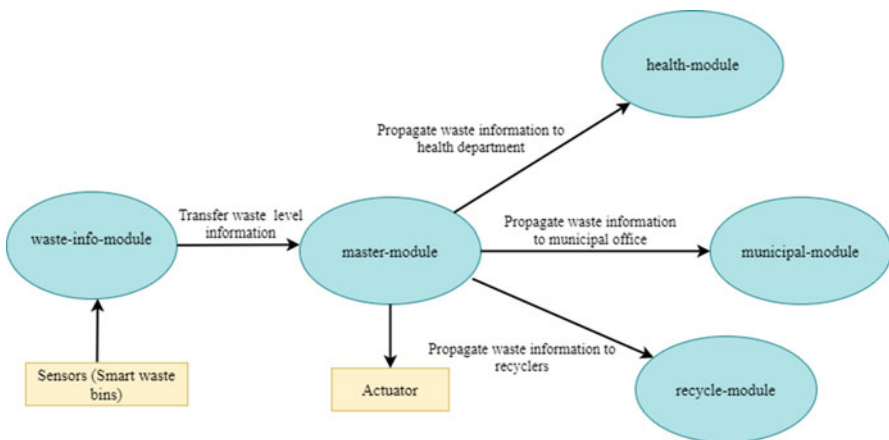 health-module
Propagate waste information to
health department
Transfer waste level
information
Propagate waste information
to municipal office
waste-info-module
master-module
municipal-module
Propagate waste information to
recyclers
Sensors (Smart waste
bins)
Actuator
recycle-module